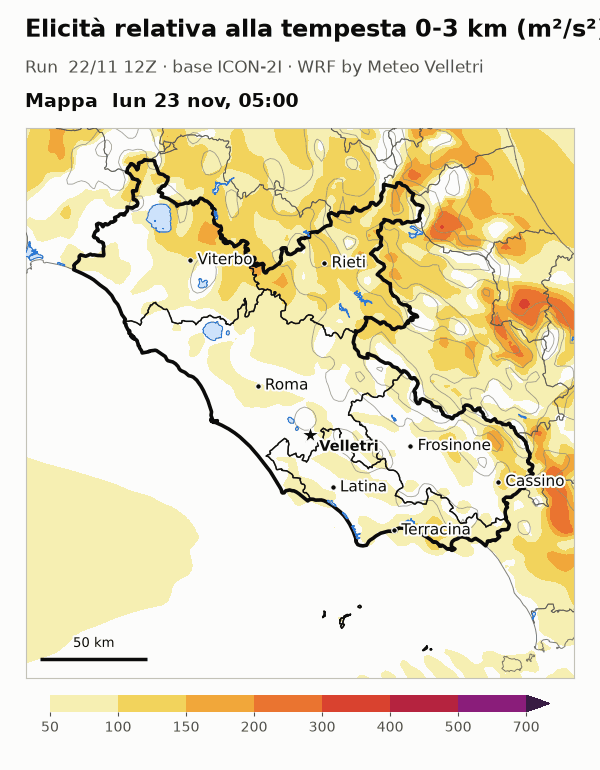 Elicità relativa alla tempesta 0-3 km (m²/s²)
Run 22/11 12Z · base ICON-2I · WRF by Meteo Velletri
Mappa lun 23 nov, 05:00
Viterbo
Rieti
Roma
Velletri
Frosinone
Cassino
Latina
Terracina
50 km
50 100 150 200 300 400 500 700